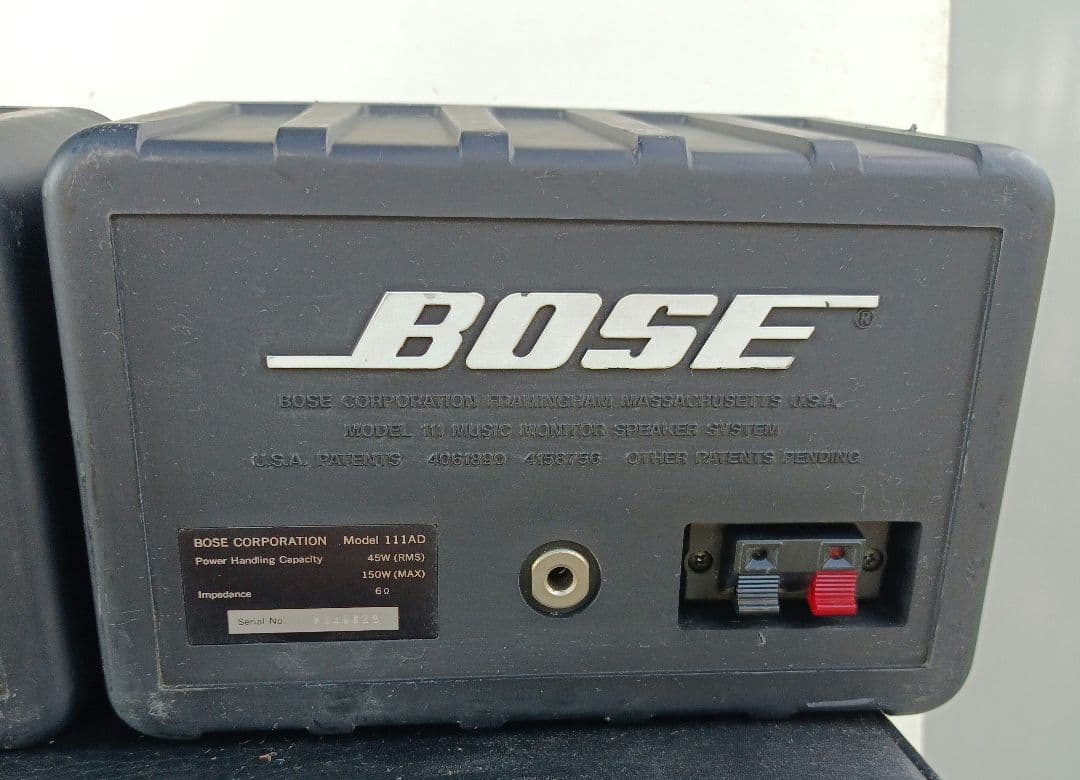 BOSE®
BOSE CORPORATION FRAMINGHAM MASSACHUSETTS U.S.A.
MODEL 111 MUSIC MONITOR SPEAKER SYSTEM
U.S.A. PATENTS 4061890 4158756 OTHER PATENTS PENDING
BOSE CORPORATION Model 111AD
Power Handling Capacity 45W (RMS)
150W (MAX)
Impedance 6Ω
Serial No.